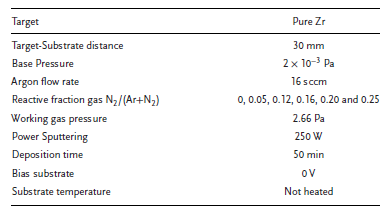 Target Pure Zr
Target-Substrate distance 30 mm
Base Pressure 2 x 10⁻³ Pa
Argon flow rate 16 sccm
Reactive fraction gas N₂/(Ar+N₂) 0, 0.05, 0.12, 0.16, 0.20 and 0.25
Working gas pressure 2.66 Pa
Power Sputtering 250 W
Deposition time 50 min
Bias substrate 0 V
Substrate temperature Not heated